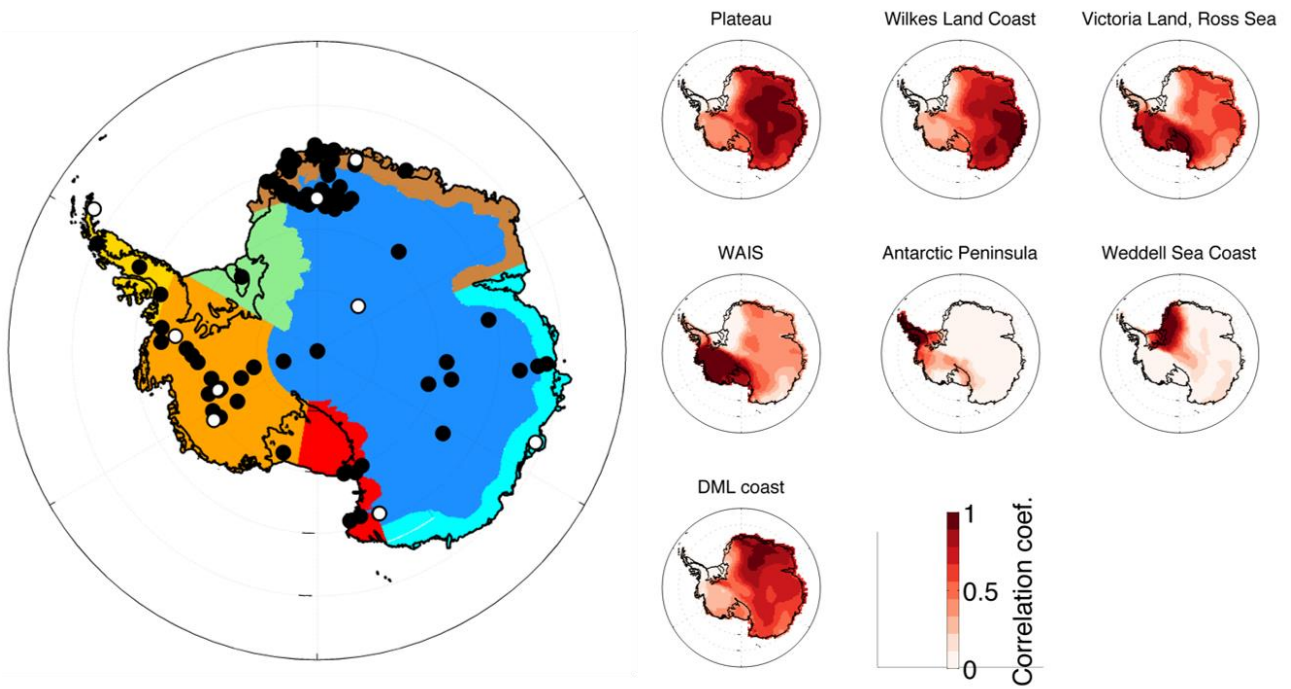 Plateau
Wilkes Land Coast
Victoria Land, Ross Sea
WAIS
Antarctic Peninsula
Weddell Sea Coast
DML coast
1
0.5
0
Correlation coef.